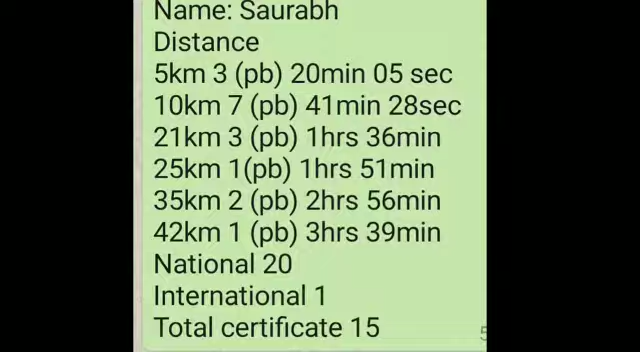 Name: Saurabh
Distance
5km 3 (pb) 20min 05 sec
10km 7 (pb) 41min 28sec
21km 3 (pb) 1hrs 36min
25km 1(pb) 1hrs 51min
35km 2 (pb) 2hrs 56min
42km 1 (pb) 3hrs 39min
National 20
International 1
Total certificate 15